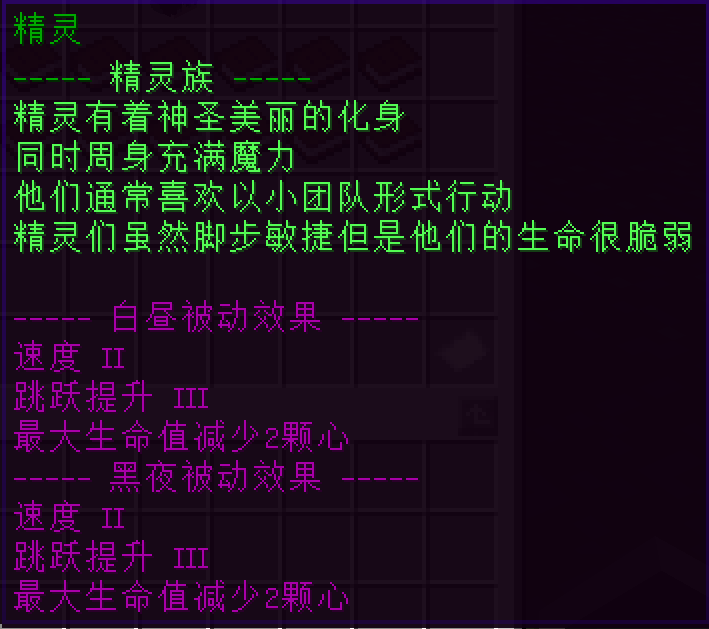 精灵
----- 精灵族 -----
精灵有着神圣美丽的化身
同时周身充满魔力
他们通常喜欢以小团队形式行动
精灵们虽然脚步敏捷但是他们的生命很脆弱
----- 白昼被动效果 -----
速度 II
跳跃提升 III
最大生命值减少2颗心
----- 黑夜被动效果 -----
速度 II
跳跃提升 III
最大生命值减少2颗心